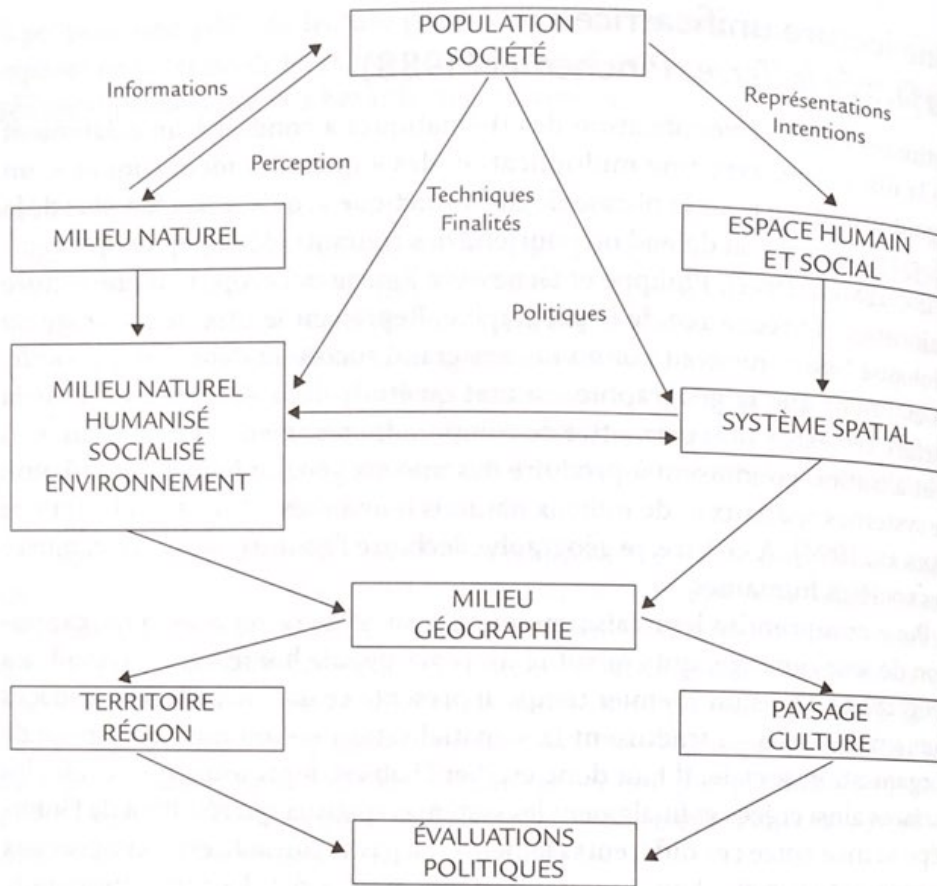 POPULATION
SOCIÉTÉ
Informations
Représentations
Intentions
Perception
Techniques
Finalités
MILIEU NATUREL
ESPACE HUMAIN
ET SOCIAL
Politiques
MILIEU NATUREL
HUMANISÉ
SOCIALISÉ
ENVIRONNEMENT
SYSTÈME SPATIAL
MILIEU
GÉOGRAPHIE
TERRITOIRE
RÉGION
PAYSAGE
CULTURE
ÉVALUATIONS
POLITIQUES